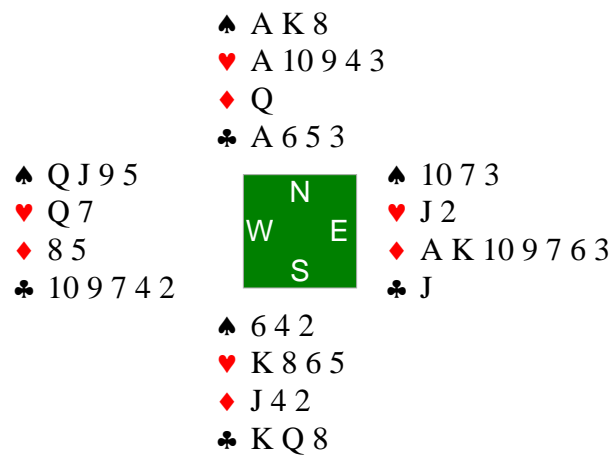 ♠ A K 8
♥ A 10 9 4 3
♦ Q
♣ A 6 5 3
♠ Q J 9 5
♥ Q 7
♦ 8 5
♣ 10 9 7 4 2
N
W E
S
♠ 10 7 3
♥ J 2
♦ A K 10 9 7 6 3
♣ J
♠ 6 4 2
♥ K 8 6 5
♦ J 4 2
♣ K Q 8